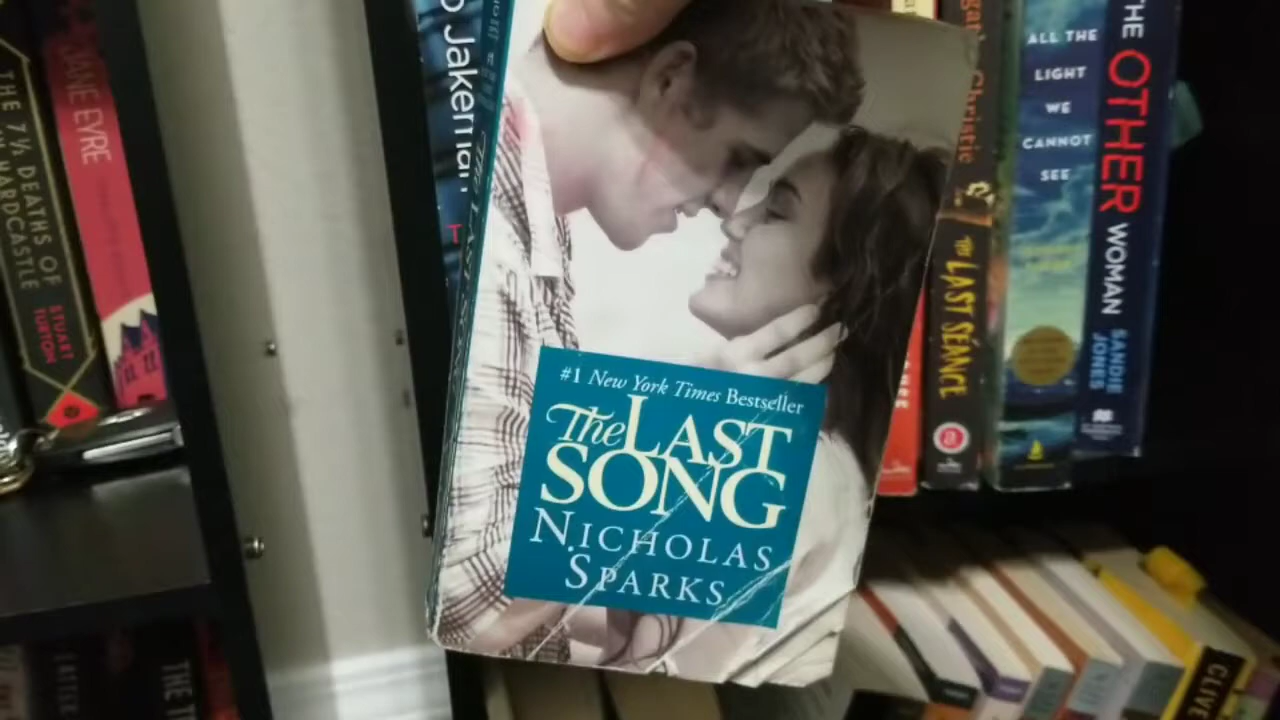 THE 7½ DEATHS OF
HARDCASTLE
STUART
TURTON
JANE EYRE
Jakeman
#1 New York Times Bestseller
The LAST
SONG
NICHOLAS
SPARKS
Christie
THE LAST SÉANCE
ALL THE
LIGHT
WE
CANNOT
SEE
THE OTHER WOMAN
SANDIE
JONES
LATER
CLIVE